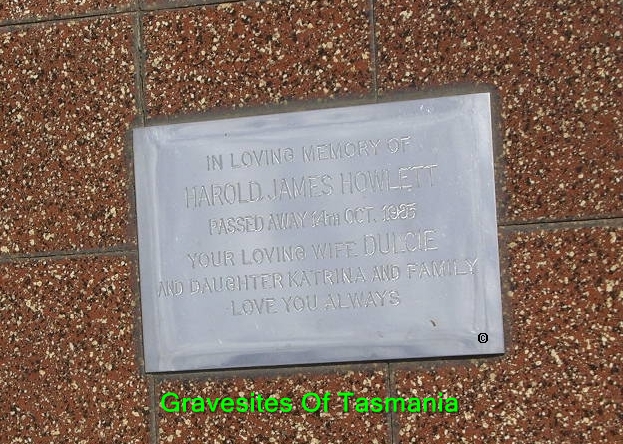 IN LOVING MEMORY OF
HAROLD JAMES HOWLETT
PASSED AWAY 14TH OCT. 1985
YOUR LOVING WIFE DULCIE
AND DAUGHTER KATRINA AND FAMILY
LOVE YOU ALWAYS
©
Gravesites Of Tasmania